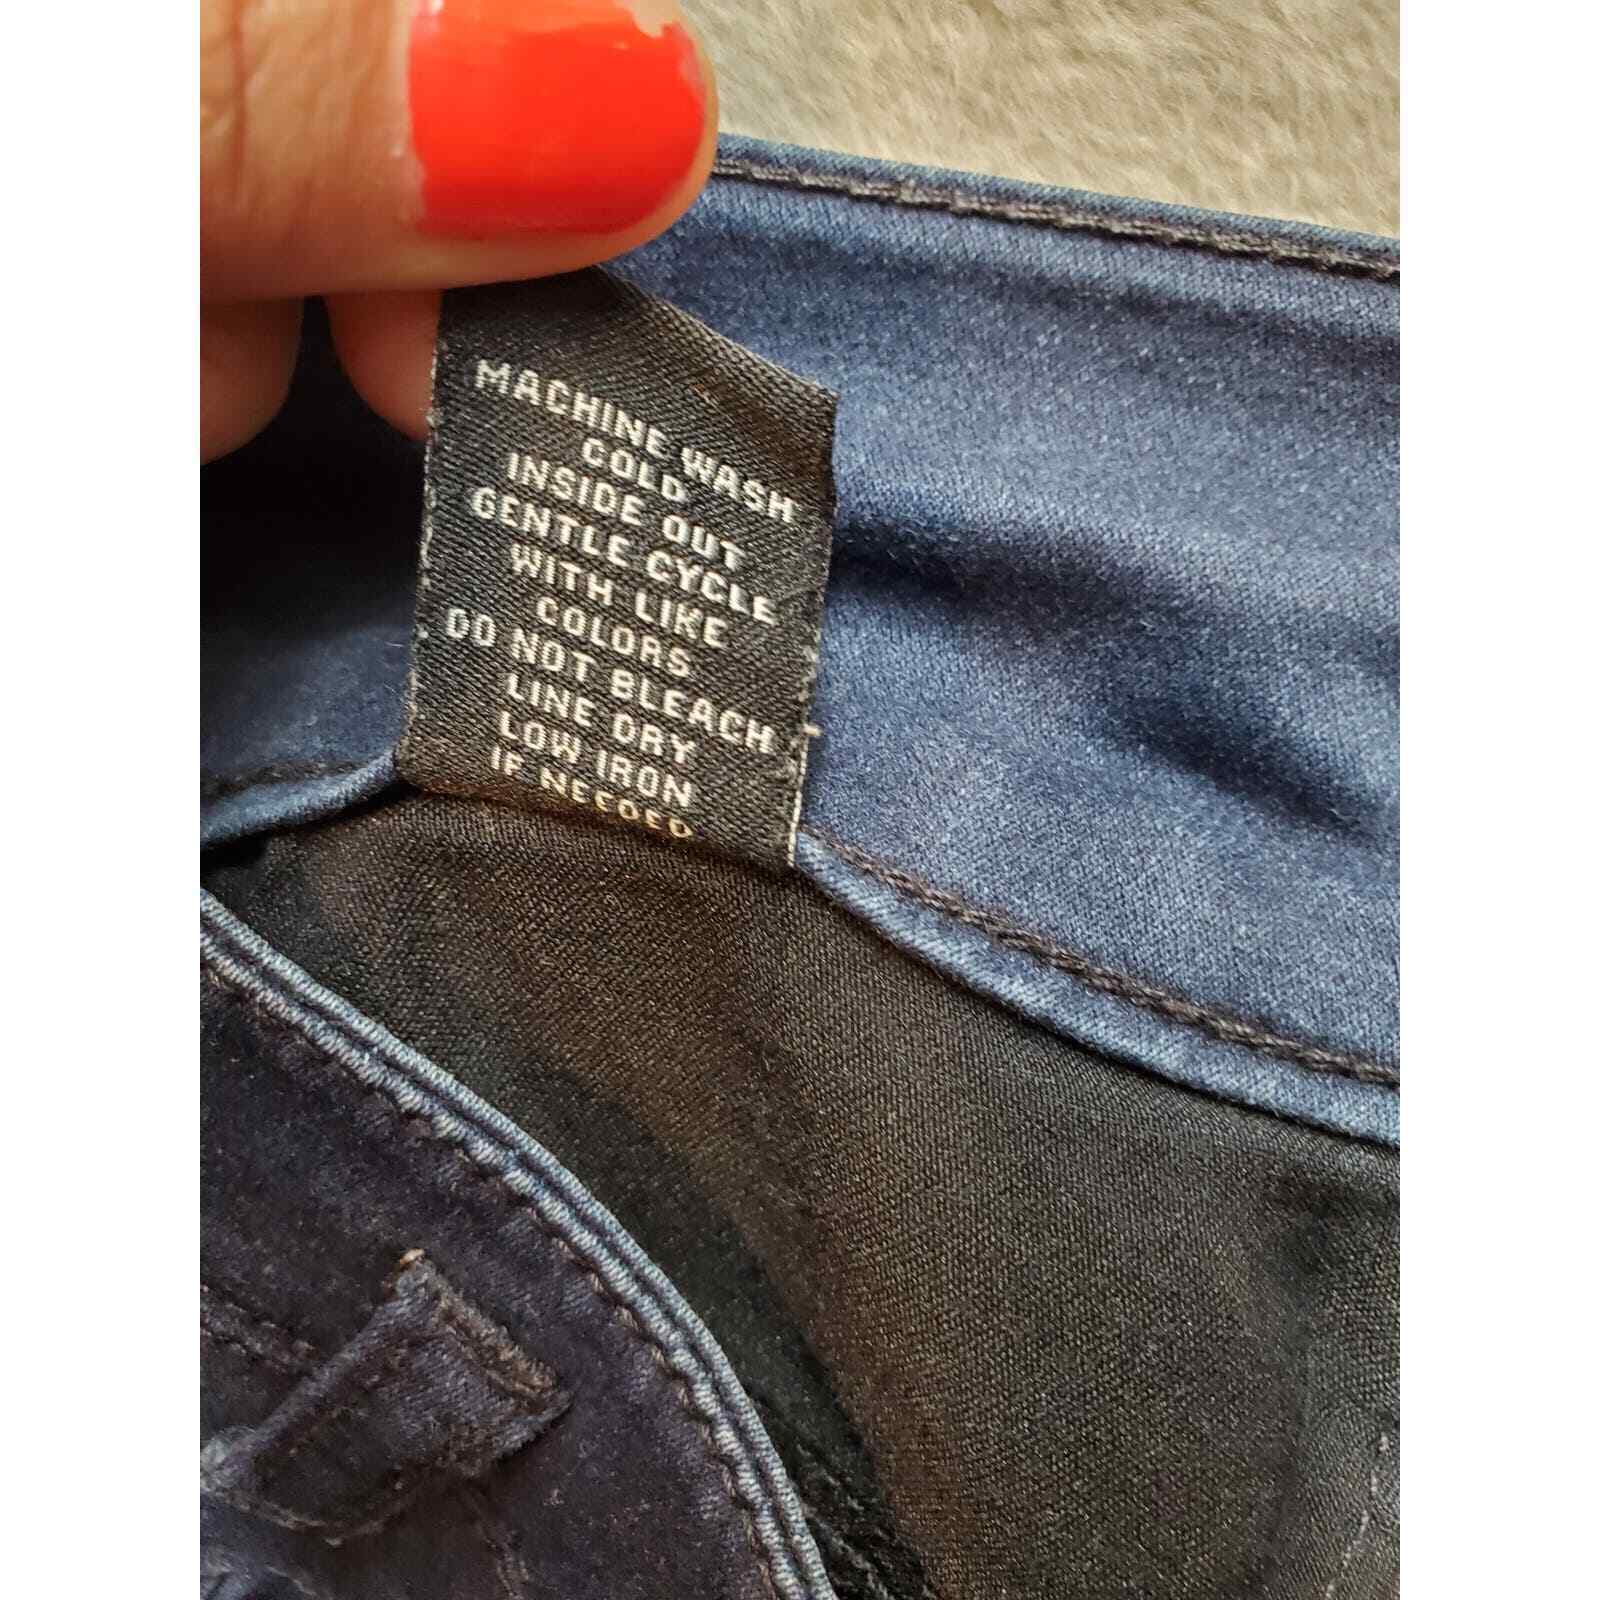 MACHINE WASH
COLD
INSIDE OUT
GENTLE CYCLE
WITH LIKE
COLORS
DO NOT BLEACH
LINE DRY
LOW IRON
IF NEEDED